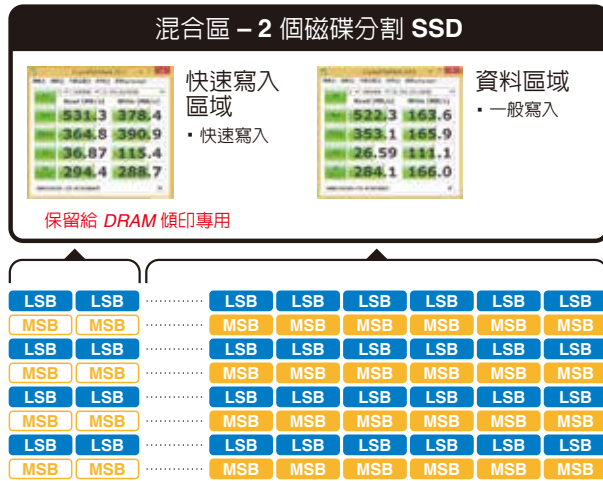 混合區 – 2 個磁碟分割 SSD
531.3 378.4
364.8 390.9
36.87 115.4
294.4 288.7
快速寫入
區域
・快速寫入
522.3 163.6
353.1 165.9
26.59 111.1
284.1 166.0
資料區域
・一般寫入
保留給 DRAM 傾印專用
LSB LSB LSB LSB LSB LSB LSB LSB
MSB MSB MSB MSB MSB MSB MSB MSB
LSB LSB LSB LSB LSB LSB LSB LSB
MSB MSB MSB MSB MSB MSB MSB MSB
LSB LSB LSB LSB LSB LSB LSB LSB
MSB MSB MSB MSB MSB MSB MSB MSB
LSB LSB LSB LSB LSB LSB LSB LSB
MSB MSB MSB MSB MSB MSB MSB MSB